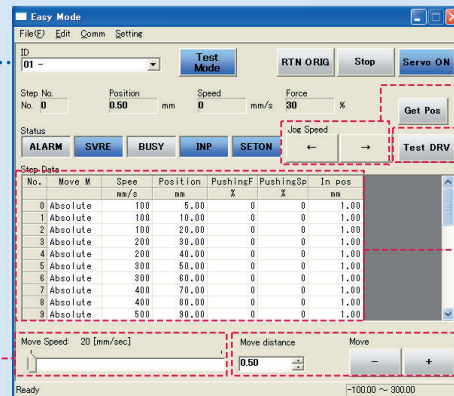 Easy Mode
File(F) Edit Comm Setting
ID
01 -
Test Mode
RTN ORIG
Stop
Servo ON
Step No. Position Speed Force
No. 0 0.50 mm 0 mm/s 30 %
Get Pos
Status
Jog Speed
ALARM SVRE BUSY INP SETON ← → Test DRV
Step Data
No. Move M Spee Position PushingF PushingSp In pos
mm/s mm % % mm
0 Absolute 100 5.00 0 0 1.00
1 Absolute 100 10.00 0 0 1.00
2 Absolute 100 20.00 0 0 1.00
3 Absolute 200 30.00 0 0 1.00
4 Absolute 200 40.00 0 0 1.00
5 Absolute 300 50.00 0 0 1.00
6 Absolute 300 60.00 0 0 1.00
7 Absolute 400 70.00 0 0 1.00
8 Absolute 400 80.00 0 0 1.00
9 Absolute 500 90.00 0 0 1.00
Move Speed: 20 [mm/sec]
Move distance
Move
0.50
- +
Ready
-100.00 ~ 300.00